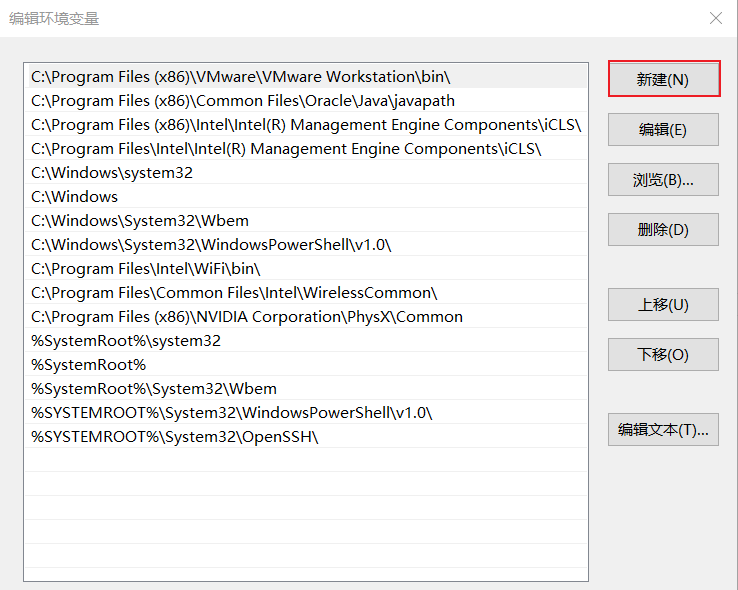 编辑环境变量
C:\Program Files (x86)\VMware\VMware Workstation\bin\
C:\Program Files (x86)\Common Files\Oracle\Java\javapath
C:\Program Files (x86)\Intel\Intel(R) Management Engine Components\iCLS\
C:\Program Files\Intel\Intel(R) Management Engine Components\iCLS\
C:\Windows\system32
C:\Windows
C:\Windows\System32\Wbem
C:\Windows\System32\WindowsPowerShell\v1.0\
C:\Program Files\Intel\WiFi\bin\
C:\Program Files\Common Files\Intel\WirelessCommon\
C:\Program Files (x86)\NVIDIA Corporation\PhysX\Common
%SystemRoot%\system32
%SystemRoot%
%SystemRoot%\System32\Wbem
%SYSTEMROOT%\System32\WindowsPowerShell\v1.0\
%SYSTEMROOT%\System32\OpenSSH\
新建(N)
编辑(E)
浏览(B)...
删除(D)
上移(U)
下移(O)
编辑文本(T)...